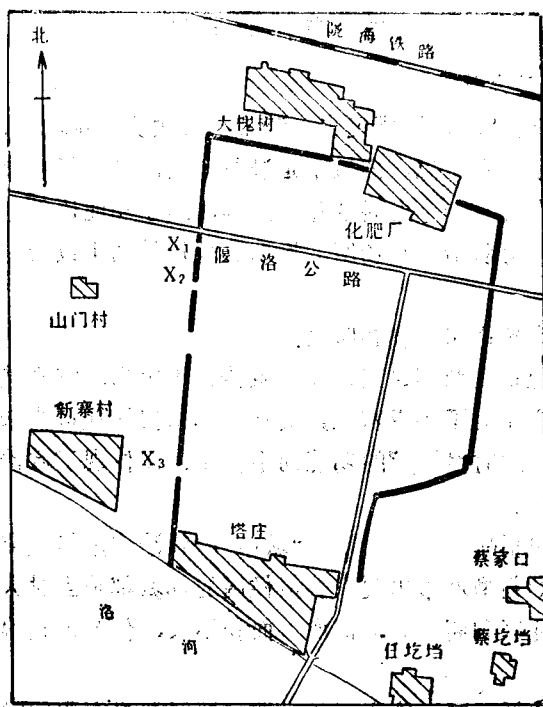 陇海铁路
北
大槐树
化肥厂
X₁
偃洛公路
X₂
山门村
新寨村
X₃
塔庄
蔡家口
洛河
任圪垱
蔡圪垱